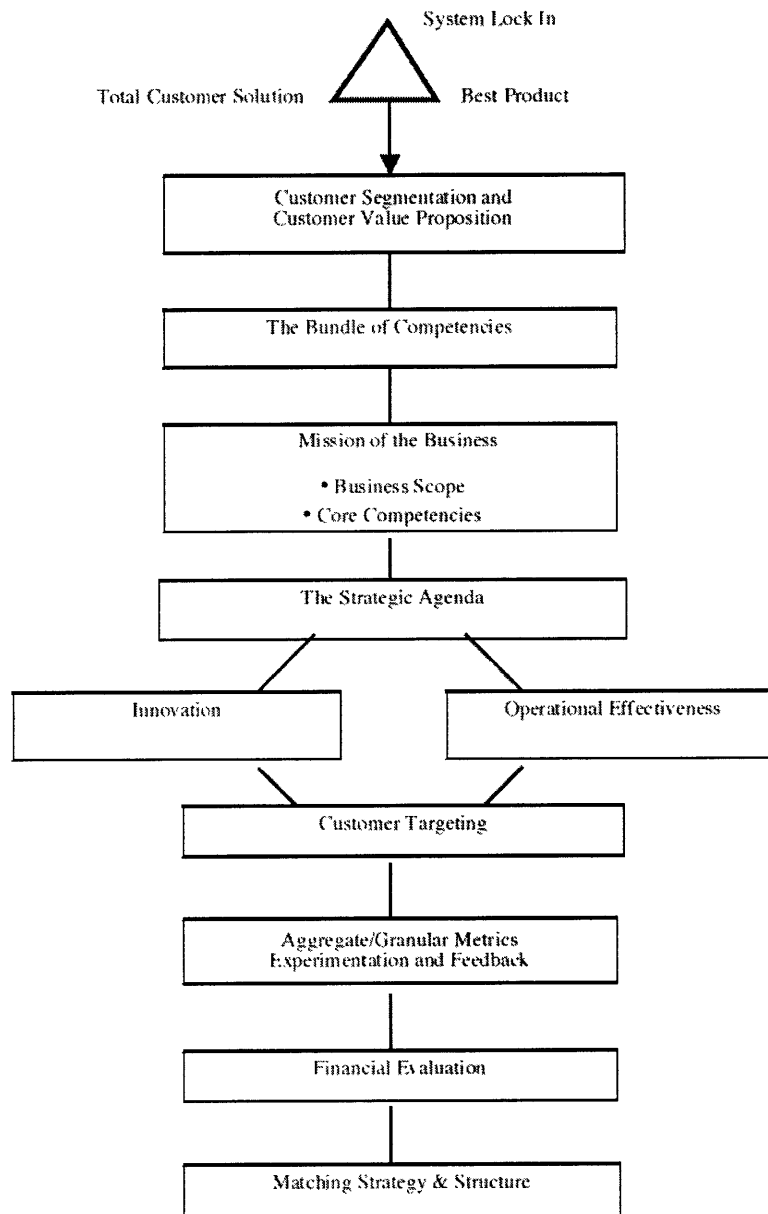 System Lock In
Total Customer Solution
Best Product
Customer Segmentation and
Customer Value Proposition
The Bundle of Competencies
Mission of the Business
• Business Scope
• Core Competencies
The Strategic Agenda
Innovation
Operational Effectiveness
Customer Targeting
Aggregate/Granular Metrics
Experimentation and Feedback
Financial Evaluation
Matching Strategy & Structure